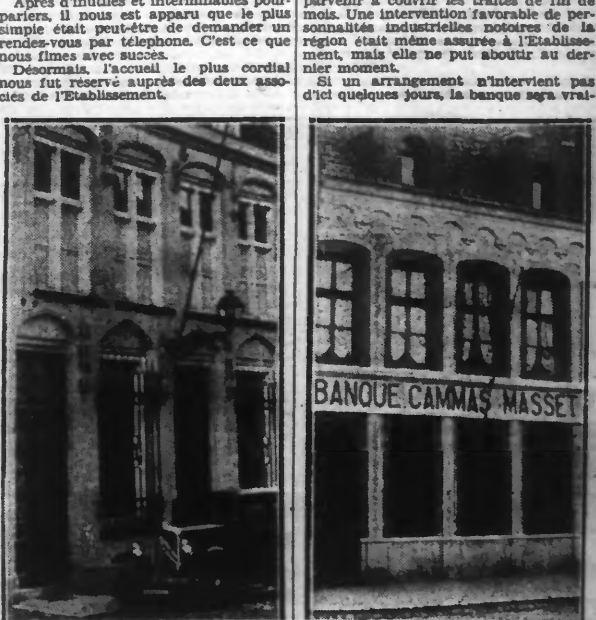 Après d'inutiles et interminables pour-
parlers, il nous est apparu que le plus
simple était peut-être de demander un
rendez-vous par télephone. C'est ce que
nous fîmes avec succès.
Désormais, l'accueil le plus cordial
nous fut réservé auprès des deux asso-
ciés de l'Etablissement.
parvenir à couvrir les traites de fin de
mois. Une intervention favorable de per-
sonnalités industrielles notoires de la
région était même assurée à l'Etablisse-
ment, mais elle ne put aboutir au der-
nier moment.
Si un arrangement n'intervient pas
d'ici quelques jours, la banque sera vrai-
BANQUE CAMMAS MASSET